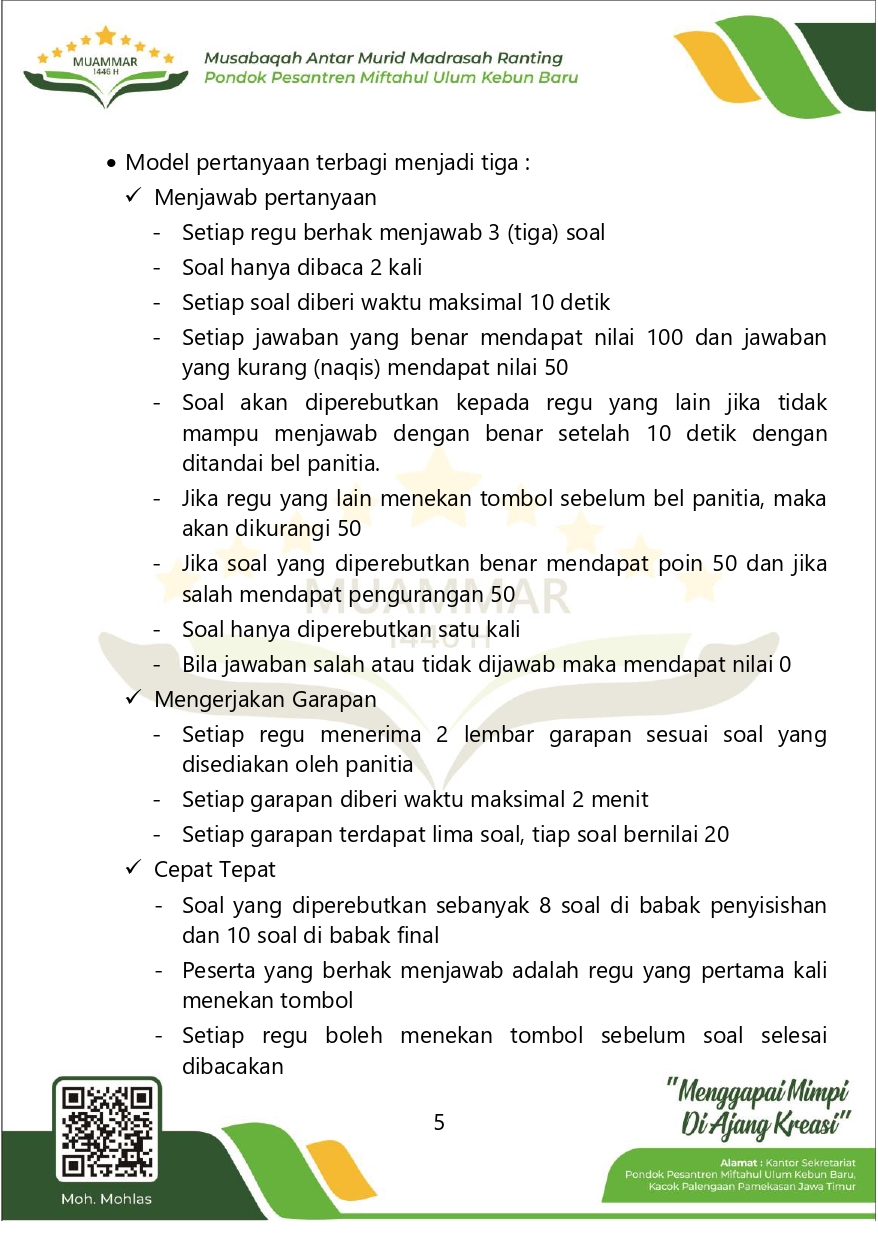 MUAMMAR
1446 H
Musabaqah Antar Murid Madrasah Ranting
Pondok Pesantren Miftahul Ulum Kebun Baru
• Model pertanyaan terbagi menjadi tiga :
✓ Menjawab pertanyaan
- Setiap regu berhak menjawab 3 (tiga) soal
- Soal hanya dibaca 2 kali
- Setiap soal diberi waktu maksimal 10 detik
- Setiap jawaban yang benar mendapat nilai 100 dan jawaban
yang kurang (naqis) mendapat nilai 50
- Soal akan diperebutkan kepada regu yang lain jika tidak
mampu menjawab dengan benar setelah 10 detik dengan
ditandai bel panitia.
- Jika regu yang lain menekan tombol sebelum bel panitia, maka
akan dikurangi 50
- Jika soal yang diperebutkan benar mendapat poin 50 dan jika
salah mendapat pengurangan 50
MUAMMAR
1446 H
- Soal hanya diperebutkan satu kali
- Bila jawaban salah atau tidak dijawab maka mendapat nilai 0
✓ Mengerjakan Garapan
- Setiap regu menerima 2 lembar garapan sesuai soal yang
disediakan oleh panitia
- Setiap garapan diberi waktu maksimal 2 menit
- Setiap garapan terdapat lima soal, tiap soal bernilai 20
✓ Cepat Tepat
- Soal yang diperebutkan sebanyak 8 soal di babak penyisishan
dan 10 soal di babak final
- Peserta yang berhak menjawab adalah regu yang pertama kali
menekan tombol
- Setiap regu boleh menekan tombol sebelum soal selesai
dibacakan
5
"Menggapai Mimpi
Di Ajang Kreasi"
Moh. Mohlas
Alamat : Kantor Sekretariat
Pondok Pesantren Miftahul Ulum Kebun Baru,
Kacok Palengaan Pamekasan Jawa Timur